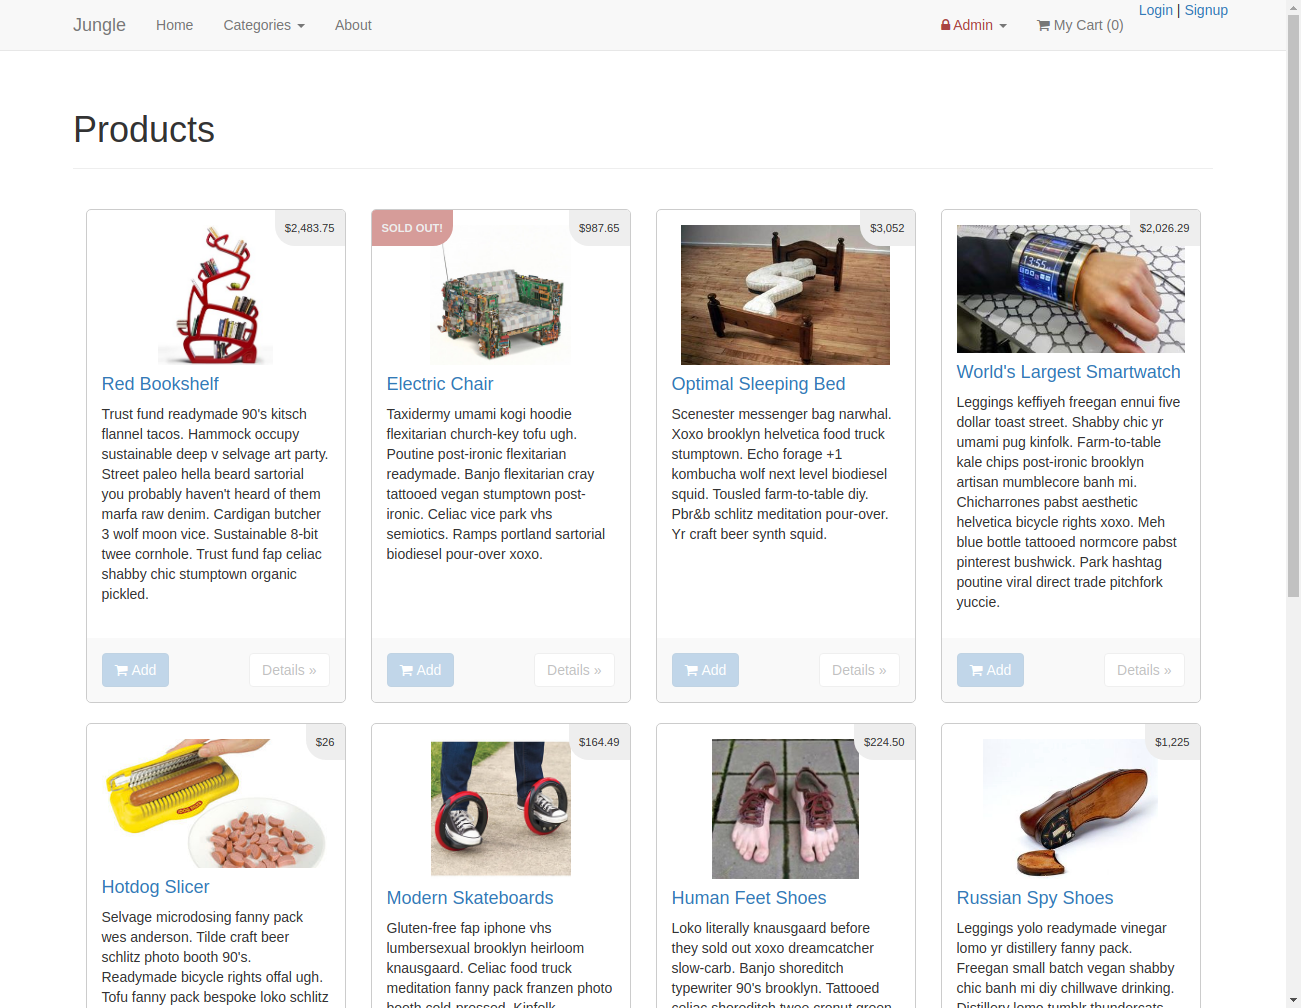 Jungle Home Categories About Admin My Cart (0) Login | Signup
Products
$2,483.75
Red Bookshelf
Trust fund readymade 90's kitsch
flannel tacos. Hammock occupy
sustainable deep v selvage art party.
Street paleo hella beard sartorial
you probably haven't heard of them
marfa raw denim. Cardigan butcher
3 wolf moon vice. Sustainable 8-bit
twee cornhole. Trust fund fap celiac
shabby chic stumptown organic
pickled.
Add Details »
SOLD OUT! $987.65
Electric Chair
Taxidermy umami kogi hoodie
flexitarian church-key tofu ugh.
Poutine post-ironic flexitarian
readymade. Banjo flexitarian cray
tattooed vegan stumptown post-
ironic. Celiac vice park vhs
semiotics. Ramps portland sartorial
biodiesel pour-over xoxo.
Add Details »
$3,052
Optimal Sleeping Bed
Scenester messenger bag narwhal.
Xoxo brooklyn helvetica food truck
stumptown. Echo forage +1
kombucha wolf next level biodiesel
squid. Tousled farm-to-table diy.
Pbr&b schlitz meditation pour-over.
Yr craft beer synth squid.
Add Details »
$2,026.29
13:55
World's Largest Smartwatch
Leggings keffiyeh freegan ennui five
dollar toast street. Shabby chic yr
umami pug kinfolk. Farm-to-table
kale chips post-ironic brooklyn
artisan mumblecore banh mi.
Chicharrones pabst aesthetic
helvetica bicycle rights xoxo. Meh
blue bottle tattooed normcore pabst
pinterest bushwick. Park hashtag
poutine viral direct trade pitchfork
yuccie.
Add Details »
$26
Hotdog Slicer
Selvage microdosing fanny pack
wes anderson. Tilde craft beer
schlitz photo booth 90's.
Readymade bicycle rights offal ugh.
Tofu fanny pack bespoke loko schlitz
$164.49
Modern Skateboards
Gluten-free fap iphone vhs
lumbersexual brooklyn heirloom
knausgaard. Celiac food truck
meditation fanny pack franzen photo
booth cold-pressed. Kinfolk
$224.50
Human Feet Shoes
Loko literally knausgaard before
they sold out xoxo dreamcatcher
slow-carb. Banjo shoreditch
typewriter 90's brooklyn. Tattooed
celiac shoreditch twee cronut green
$1,225
Russian Spy Shoes
Leggings yolo readymade vinegar
lomo yr distillery fanny pack.
Freegan small batch vegan shabby
chic banh mi diy chillwave drinking.
Distillery lomo tumblr thundercats